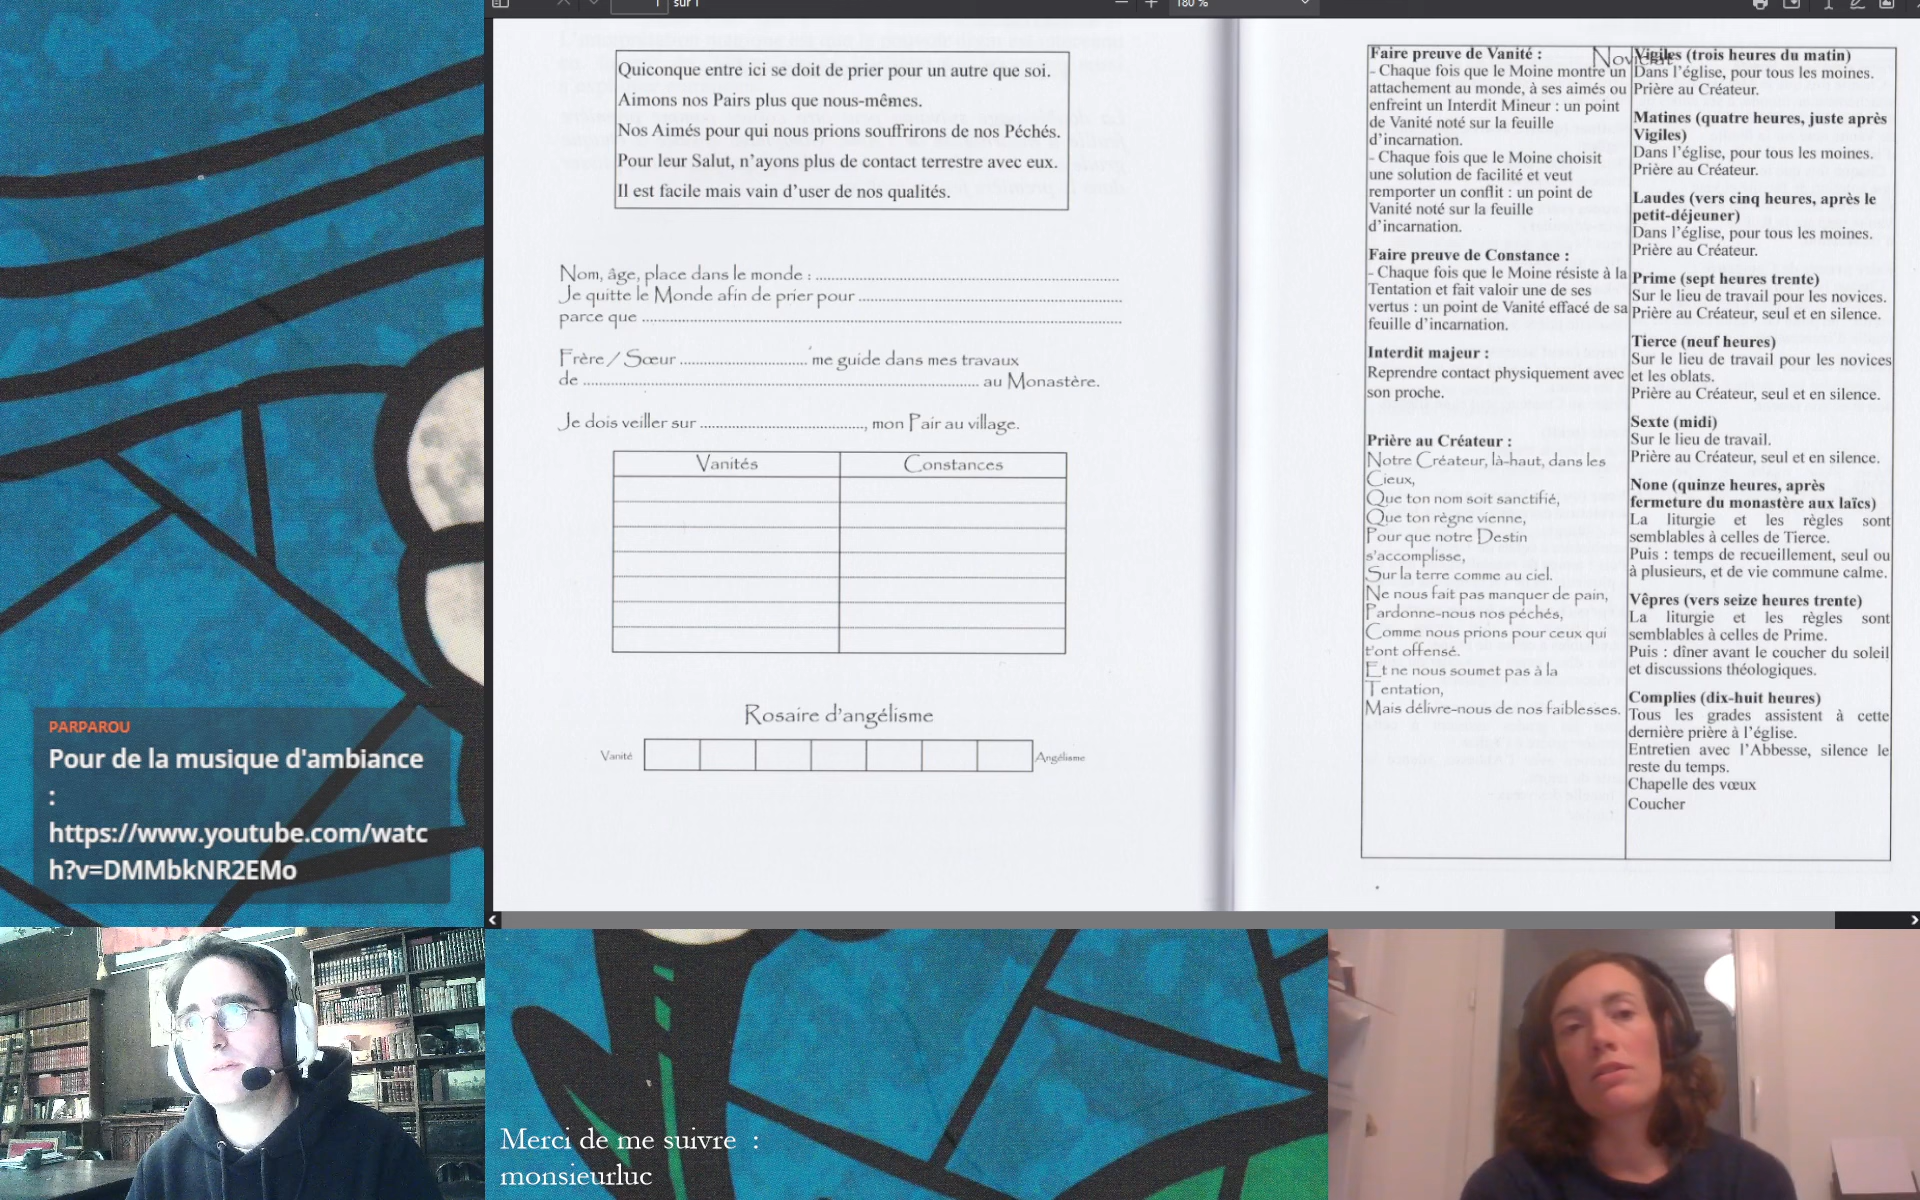 1 sur 1
180 %
Quiconque entre ici se doit de prier pour un autre que soi.
Aimons nos Pairs plus que nous-mêmes.
Nos Aimés pour qui nous prions souffrirons de nos Péchés.
Pour leur Salut, n'ayons plus de contact terrestre avec eux.
Il est facile mais vain d'user de nos qualités.
Nom, âge, place dans le monde :
Je quitte le Monde afin de prier pour
parce que
Frère / Sœur me guide dans mes travaux
de au Monastère.
Je dois veiller sur , mon Pair au village.
Vanités Constances
Rosaire d'angélisme
Vanité Angélisme
Faire preuve de Vanité :
- Chaque fois que le Moine montre un
attachement au monde, à ses aimés ou
enfreint un Interdit Mineur : un point
de Vanité noté sur la feuille
d'incarnation.
- Chaque fois que le Moine choisit
une solution de facilité et veut
remporter un conflit : un point de
Vanité noté sur la feuille
d'incarnation.
Faire preuve de Constance :
- Chaque fois que le Moine résiste à la
Tentation et fait valoir une de ses
vertus : un point de Vanité effacé de sa
feuille d'incarnation.
Interdit majeur :
Reprendre contact physiquement avec
son proche.
Prière au Créateur :
Notre Créateur, là-haut, dans les
Cieux,
Que ton nom soit sanctifié,
Que ton règne vienne,
Pour que notre Destin
s'accomplisse,
Sur la terre comme au ciel.
Ne nous fait pas manquer de pain,
Pardonne-nous nos péchés,
Comme nous prions pour ceux qui
t'ont offensé.
Et ne nous soumet pas à la
Tentation,
Mais délivre-nous de nos faiblesses.
Vigiles (trois heures du matin)
Dans l'église, pour tous les moines.
Prière au Créateur.
Matines (quatre heures, juste après
Vigiles)
Dans l'église, pour tous les moines.
Prière au Créateur.
Laudes (vers cinq heures, après le
petit-déjeuner)
Dans l'église, pour tous les moines.
Prière au Créateur.
Prime (sept heures trente)
Sur le lieu de travail pour les novices.
Prière au Créateur, seul et en silence.
Tierce (neuf heures)
Sur le lieu de travail pour les novices
et les oblats.
Prière au Créateur, seul et en silence.
Sexte (midi)
Sur le lieu de travail.
Prière au Créateur, seul et en silence.
None (quinze heures, après
fermeture du monastère aux laïcs)
La liturgie et les règles sont
semblables à celles de Tierce.
Puis : temps de recueillement, seul ou
à plusieurs, et de vie commune calme.
Vêpres (vers seize heures trente)
La liturgie et les règles sont
semblables à celles de Prime.
Puis : dîner avant le coucher du soleil
et discussions théologiques.
Complies (dix-huit heures)
Tous les grades assistent à cette
dernière prière à l'église.
Entretien avec l'Abbesse, silence le
reste du temps.
Chapelle des vœux
Coucher
PARPAROU
Pour de la musique d'ambiance
:
https://www.youtube.com/watc
h?v=DMMbkNR2EMo
Merci de me suivre :
monsieurluc